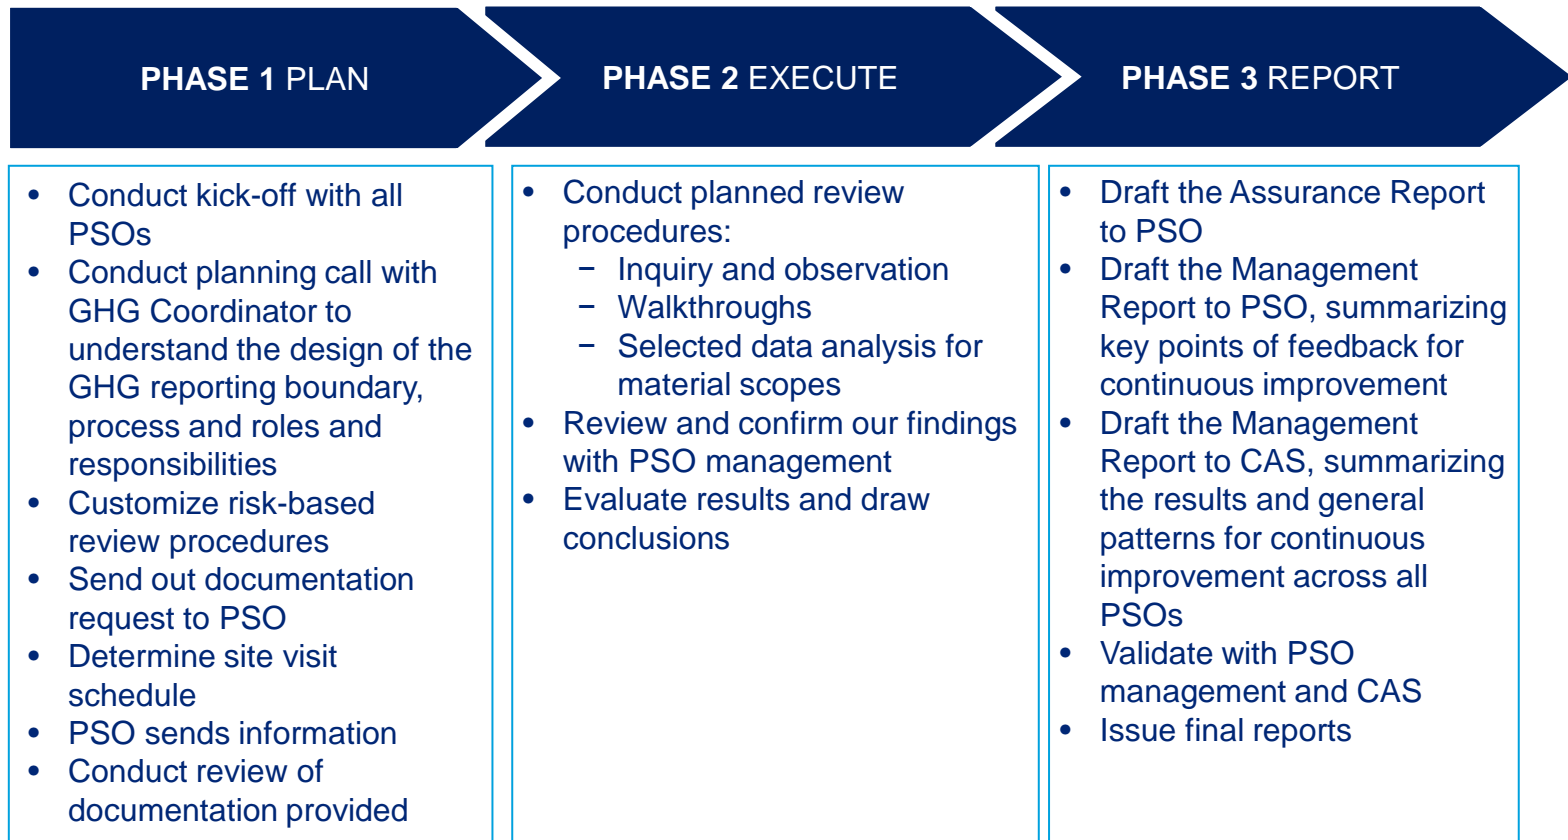 PHASE 1 PLAN
PHASE 2 EXECUTE
PHASE 3 REPORT
• Conduct kick-off with all
PSOs
• Conduct planning call with
GHG Coordinator to
understand the design of the
GHG reporting boundary,
process and roles and
responsibilities
• Customize risk-based
review procedures
• Send out documentation
request to PSO
• Determine site visit
schedule
• PSO sends information
• Conduct review of
documentation provided
• Conduct planned review
procedures:
− Inquiry and observation
− Walkthroughs
− Selected data analysis for
material scopes
• Review and confirm our findings
with PSO management
• Evaluate results and draw
conclusions
• Draft the Assurance Report
to PSO
• Draft the Management
Report to PSO, summarizing
key points of feedback for
continuous improvement
• Draft the Management
Report to CAS, summarizing
the results and general
patterns for continuous
improvement across all
PSOs
• Validate with PSO
management and CAS
• Issue final reports